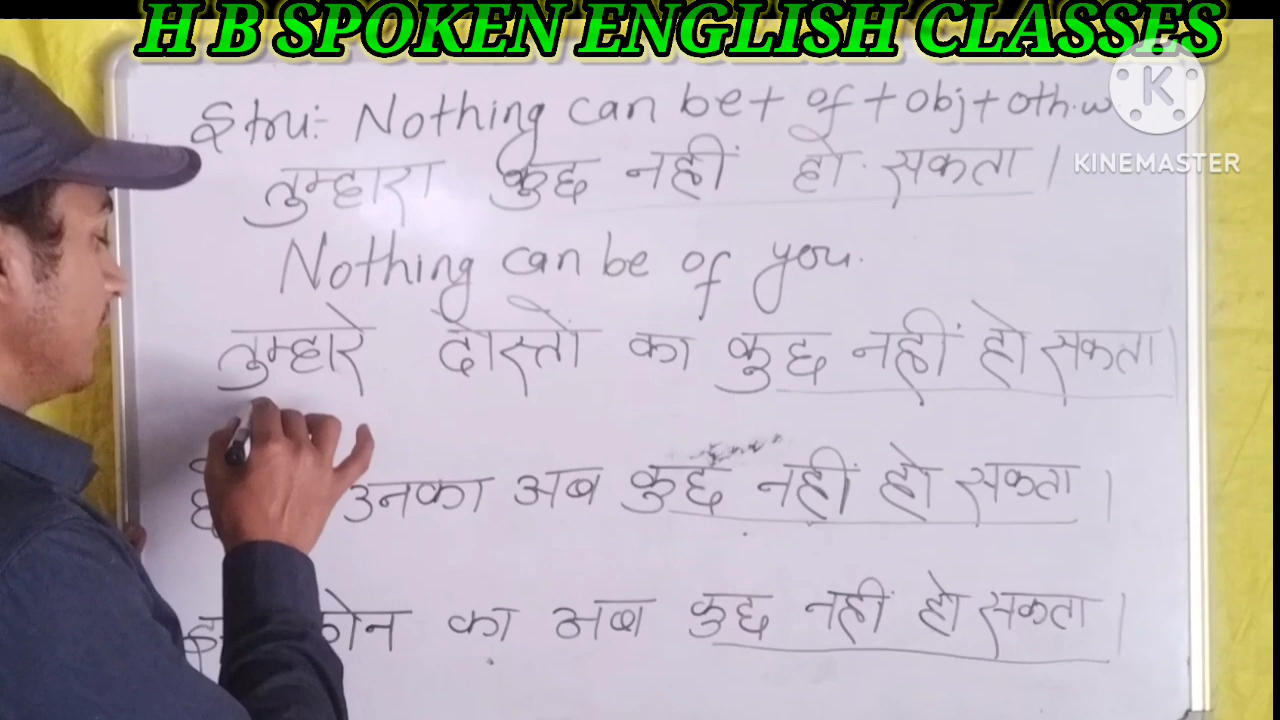 H B SPOKEN ENGLISH CLASSES
Stru:- Nothing can be + of + obj + oth.w.
KINEMASTER
तुम्हारा कुछ नहीं हो सकता।
Nothing can be of you.
तुम्हारे दोस्तों का कुछ नहीं हो सकता।
उनका अब कुछ नहीं हो सकता।
फोन का अब कुछ नहीं हो सकता।